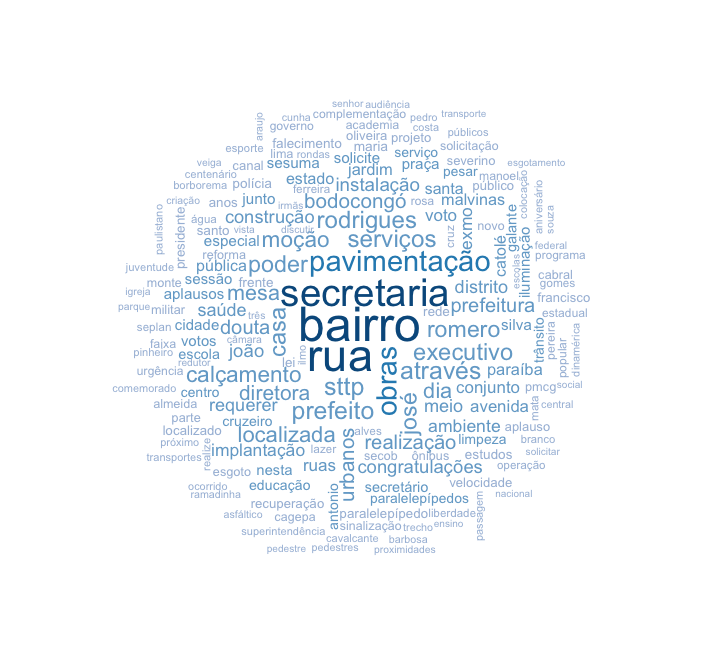 senhor audiência
cunha complementação pedro transporte
araujo governo academia costa públicos
oliveira projeto
esporte falecimento maria serviço solicitação
veiga canal lima rondas solicite praça severino esgotamento
centenário sesuma jardim pesar manoel
borborema polícia estado instalação santa público colocação aniversário
criação anos junto ferreira bodocongó rosa malvinas
paulistano água construção irmãs rodrigues voto cruz exmo novo galante souza
santo vista discutir
presidente especial moção serviços catolé iluminação federal
reforma programa
juventude pública poder pavimentação escolas cabral
monte sessão frente distrito gomes
igreja aplausos mesa secretaria francisco
parque militar saúde três rede prefeitura estadual
seplan cidade douta casa bairro romero silva trânsito pereira
faixa votos câmara ilmo
pinheiro escola joão lei rua executivo popular dinamérica
redutor
urgência calçamento obras através paraíba
comemorado centro diretora sttp dia conjunto pmcg social
almeida requerer prefeito josé meio avenida mata central
parte cruzeiro ambiente aplauso
localizado localizada alves branco
próximo realização limpeza
transportes realize implantação lazer secob ônibus estudos solicitar
esgoto nesta ruas urbanos congratulações operação
ocorrido educação secretário velocidade
ramadinha antonio paralelepípedos passagem nacional
recuperação
asfáltico cagepa paralelepípedo liberdade
sinalização trecho ensino
superintendência cavalcante barbosa
pedestre pedestres proximidades